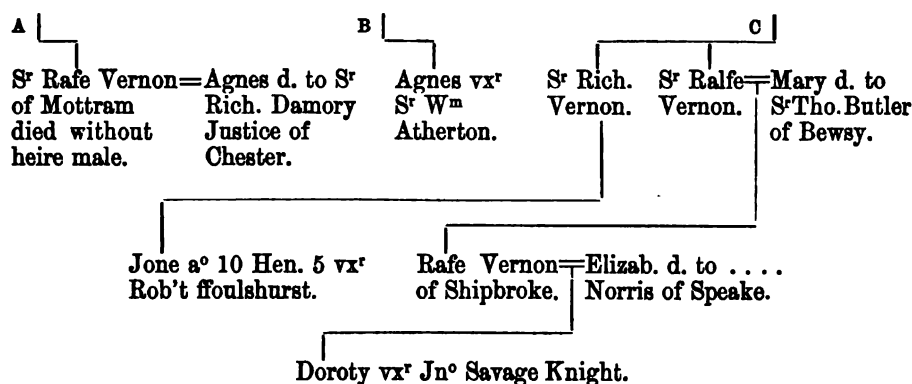 A
B
C
Sʳ Rafe Vernon=Agnes d. to Sʳ
of Mottram Rich. Damory
died without Justice of
heire male. Chester.
Agnes vxʳ
Sʳ Wᵐ
Atherton.
Sʳ Rich.
Vernon.
Sʳ Ralfe=Mary d. to
Vernon. SʳTho.Butler
of Bewsy.
Jone aᵒ 10 Hen. 5 vxʳ
Rob't ffoulshurst.
Rafe Vernon=Elizab. d. to ....
of Shipbroke. Norris of Speake.
Doroty vxʳ Jnᵒ Savage Knight.